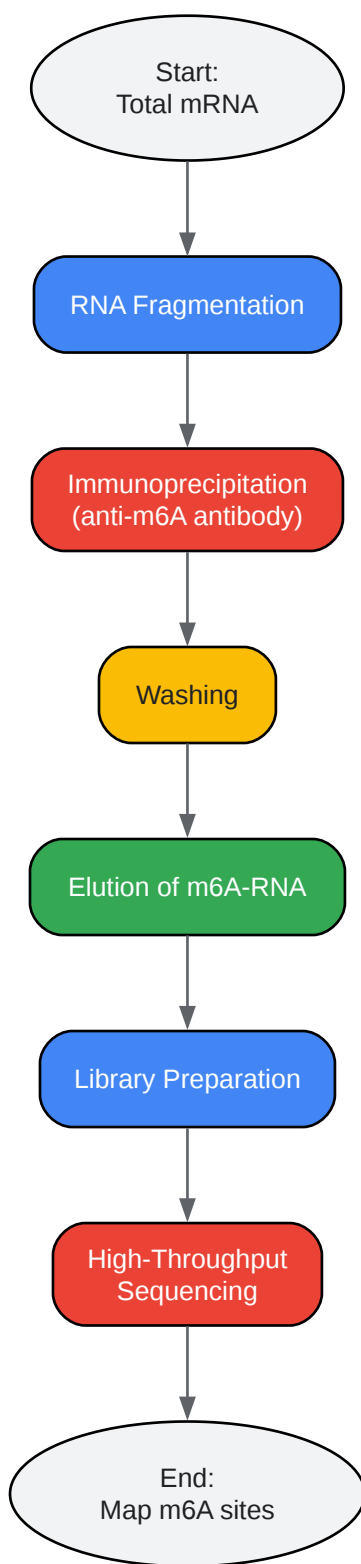 Start:
Total mRNA
RNA Fragmentation
Immunoprecipitation
(anti-m6A antibody)
Washing
Elution of m6A-RNA
Library Preparation
High-Throughput
Sequencing
End:
Map m6A sites